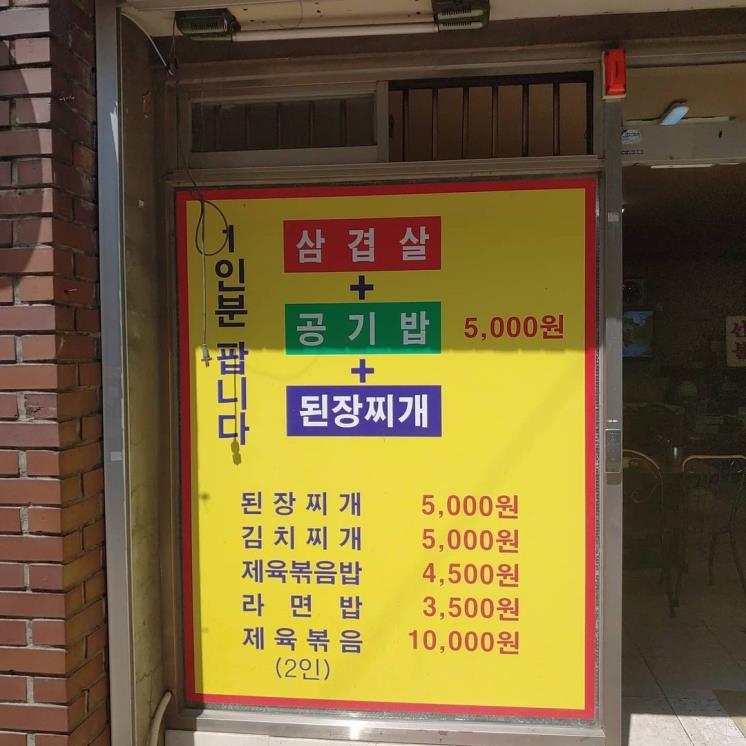 1인분 팝니다
삼겹살
+
공기밥 5,000원
+
된장찌개
된장찌개 5,000원
김치찌개 5,000원
제육볶음밥 4,500원
라면밥 3,500원
제육볶음 10,000원
(2인)